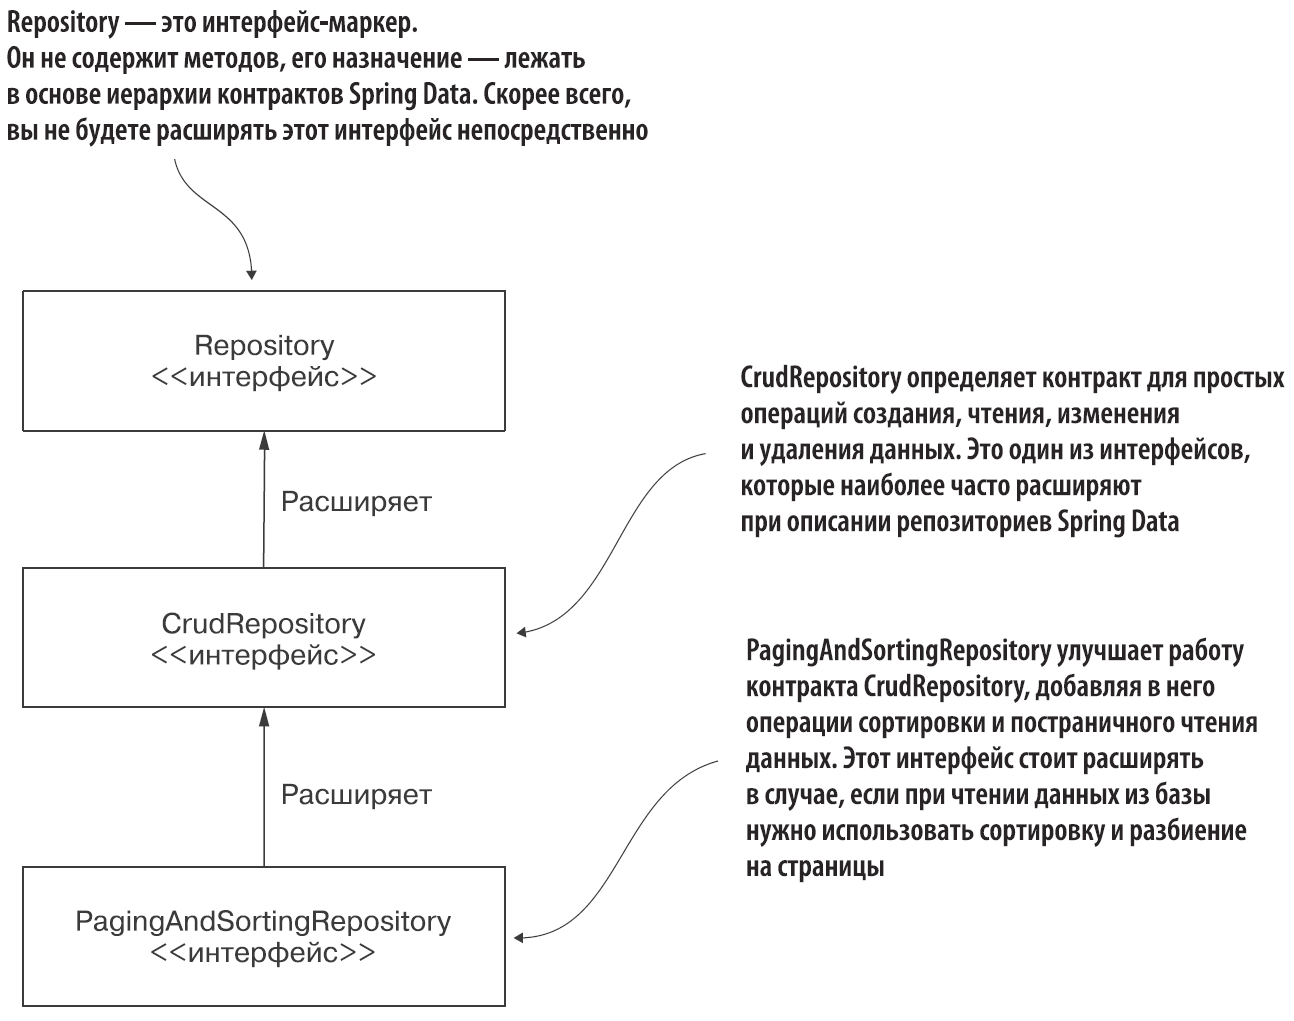 Repository — это интерфейс-маркер.
Он не содержит методов, его назначение — лежать
в основе иерархии контрактов Spring Data. Скорее всего,
вы не будете расширять этот интерфейс непосредственно
Repository
<<интерфейс>>
Расширяет
CrudRepository определяет контракт для простых
операций создания, чтения, изменения
и удаления данных. Это один из интерфейсов,
которые наиболее часто расширяют
при описании репозиториев Spring Data
CrudRepository
<<интерфейс>>
Расширяет
PagingAndSortingRepository улучшает работу
контракта CrudRepository, добавляя в него
операции сортировки и постраничного чтения
данных. Этот интерфейс стоит расширять
в случае, если при чтении данных из базы
нужно использовать сортировку и разбиение
на страницы
PagingAndSortingRepository
<<интерфейс>>